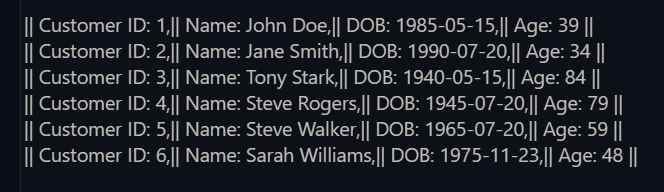 || Customer ID: 1,|| Name: John Doe,|| DOB: 1985-05-15,|| Age: 39 ||
|| Customer ID: 2,|| Name: Jane Smith,|| DOB: 1990-07-20,|| Age: 34 ||
|| Customer ID: 3,|| Name: Tony Stark,|| DOB: 1940-05-15,|| Age: 84 ||
|| Customer ID: 4,|| Name: Steve Rogers,|| DOB: 1945-07-20,|| Age: 79 ||
|| Customer ID: 5,|| Name: Steve Walker,|| DOB: 1965-07-20,|| Age: 59 ||
|| Customer ID: 6,|| Name: Sarah Williams,|| DOB: 1975-11-23,|| Age: 48 ||